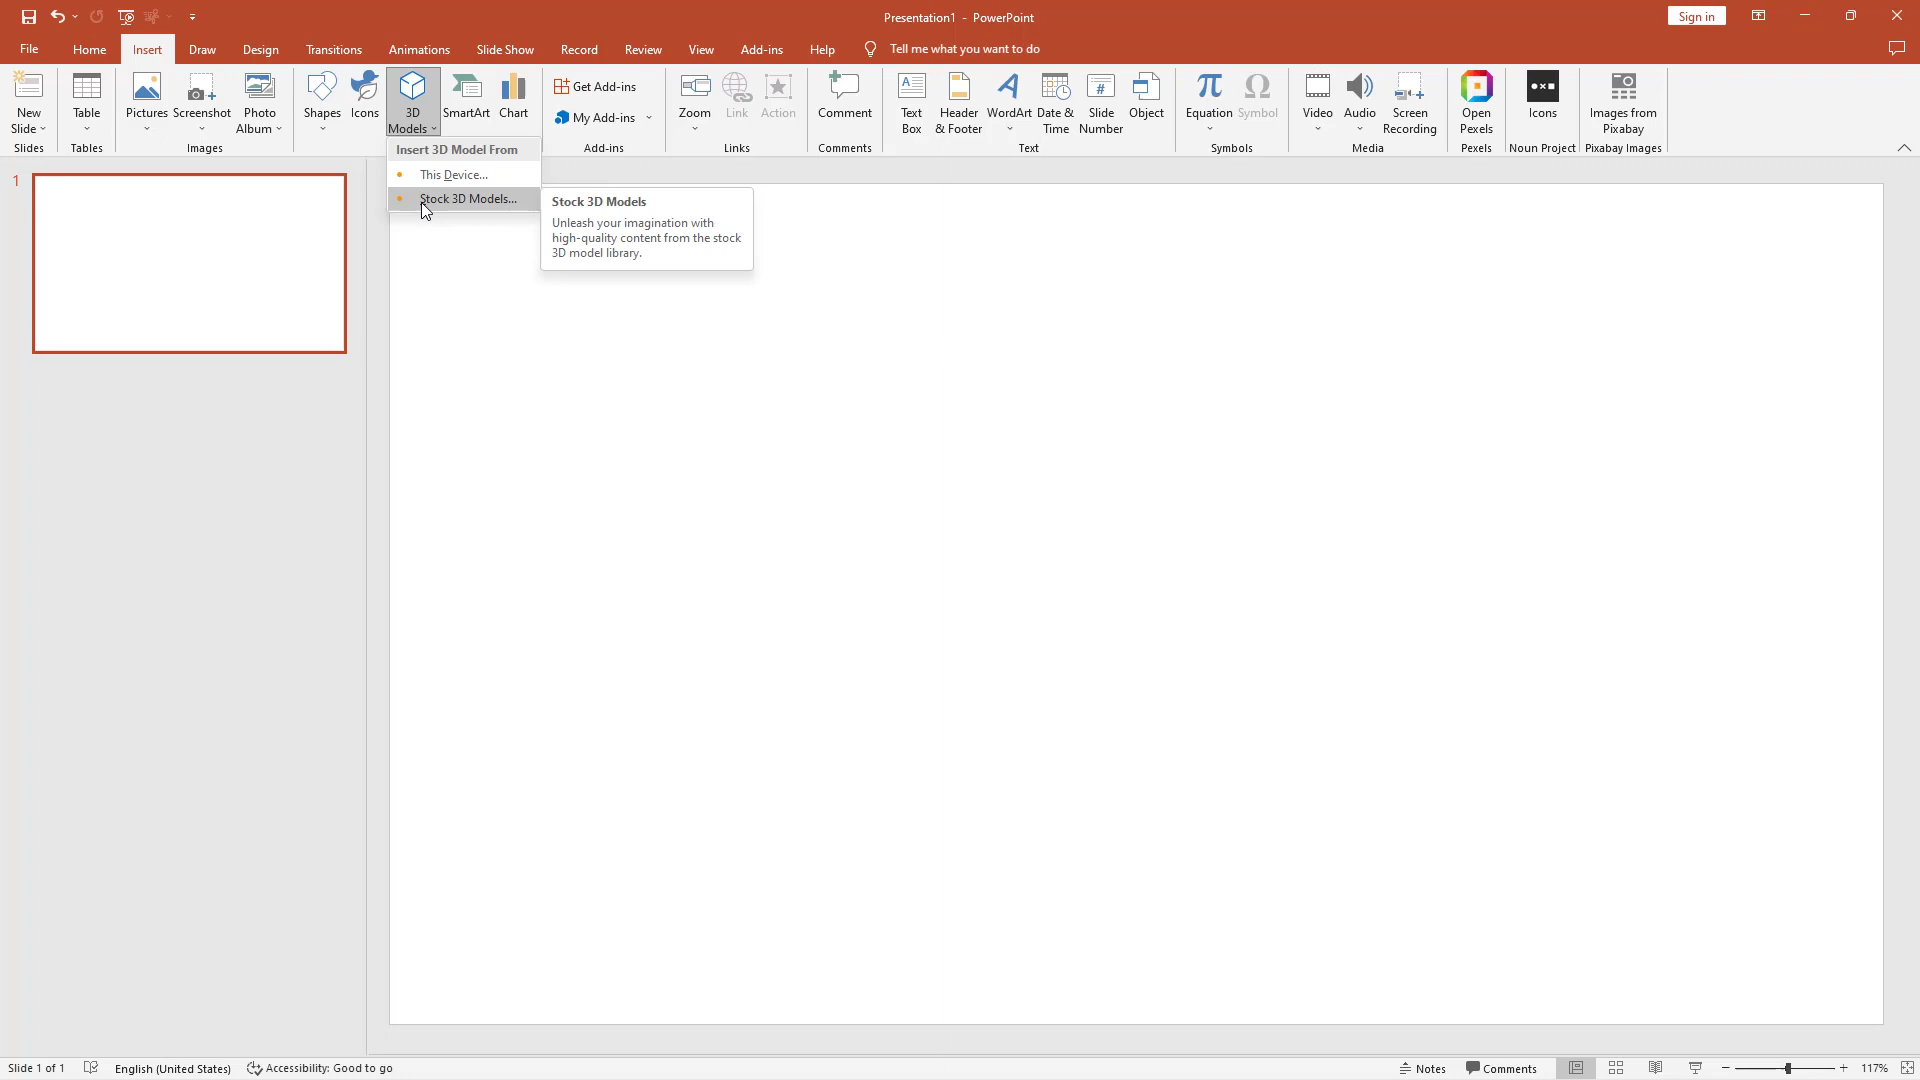 Presentation1 - PowerPoint
Sign in
File Home Insert Draw Design Transitions Animations Slide Show Record Review View Add-ins Help Tell me what you want to do
New Slide
Slides
Table
Tables
Pictures
Screenshot
Photo Album
Images
Shapes
Icons
3D Models
SmartArt
Chart
Get Add-ins
My Add-ins
Add-ins
Zoom
Link
Action
Links
Comment
Comments
Text Box
Header & Footer
WordArt
Date & Time
Slide Number
Object
Text
Equation
Symbol
Symbols
Video
Audio
Screen Recording
Media
Open Pexels
Pexels
Icons
Noun Project
Images from Pixabay
Pixabay Images
Insert 3D Model From
This Device...
Stock 3D Models...
Stock 3D Models
Unleash your imagination with
high-quality content from the stock
3D model library.
1
Slide 1 of 1 English (United States) Accessibility: Good to go Notes Comments 117%